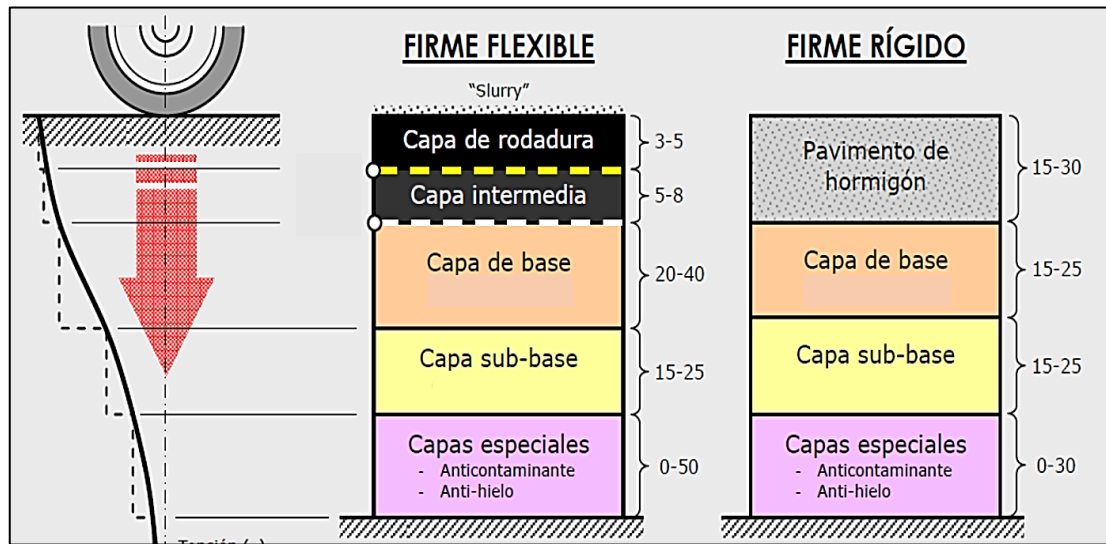 FIRME FLEXIBLE
"Slurry"
Capa de rodadura
3-5
Capa intermedia
5-8
Capa de base
20-40
Capa sub-base
15-25
Capas especiales
- Anticontaminante
- Anti-hielo
0-50
FIRME RÍGIDO
Pavimento de
hormigón
15-30
Capa de base
15-25
Capa sub-base
15-25
Capas especiales
- Anticontaminante
- Anti-hielo
0-30